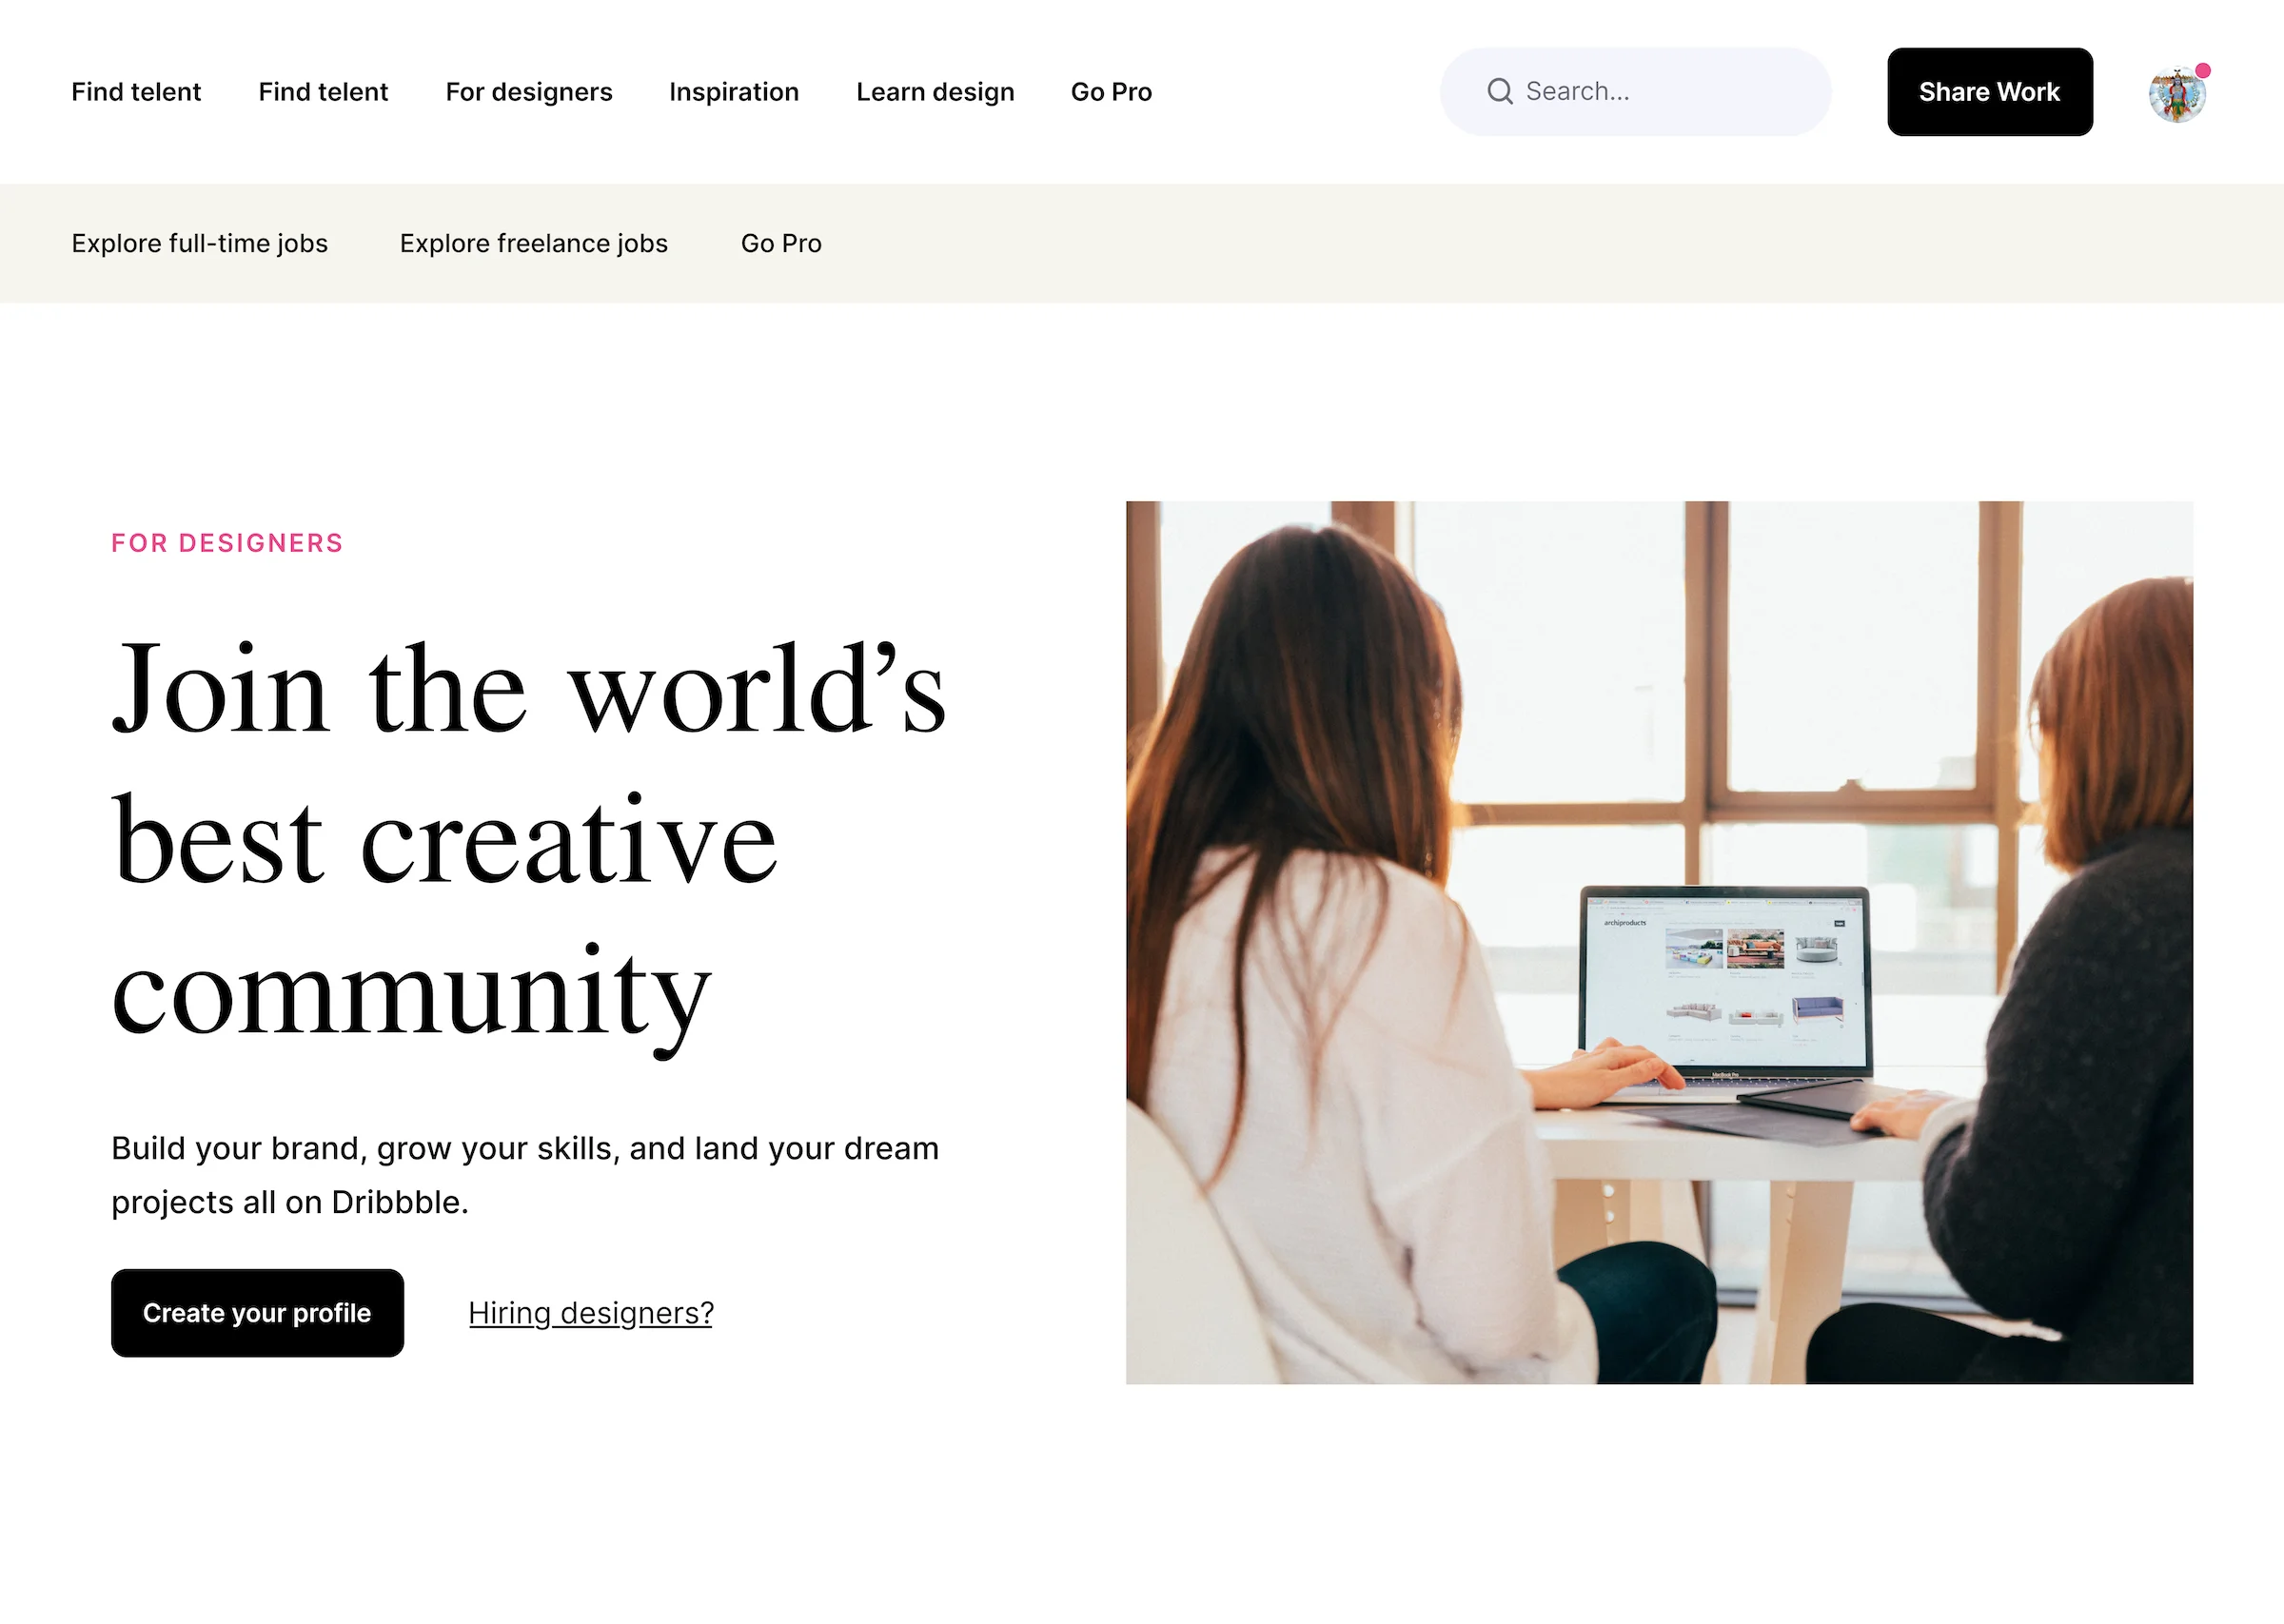 Find telent Find telent For designers Inspiration Learn design Go Pro Search... Share Work
Explore full-time jobs Explore freelance jobs Go Pro
FOR DESIGNERS
Join the world’s
best creative
community
Build your brand, grow your skills, and land your dream
projects all on Dribbble.
Create your profile Hiring designers?
archiproducts
MacBook Pro